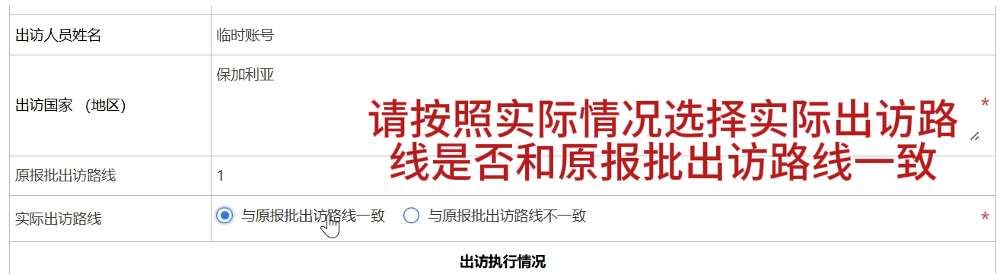 出访人员姓名
临时账号
出访国家 （地区）
保加利亚
*
请按照实际情况选择实际出访路
线是否和原报批出访路线一致
原报批出访路线
1
实际出访路线
与原报批出访路线一致
与原报批出访路线不一致
*
出访执行情况